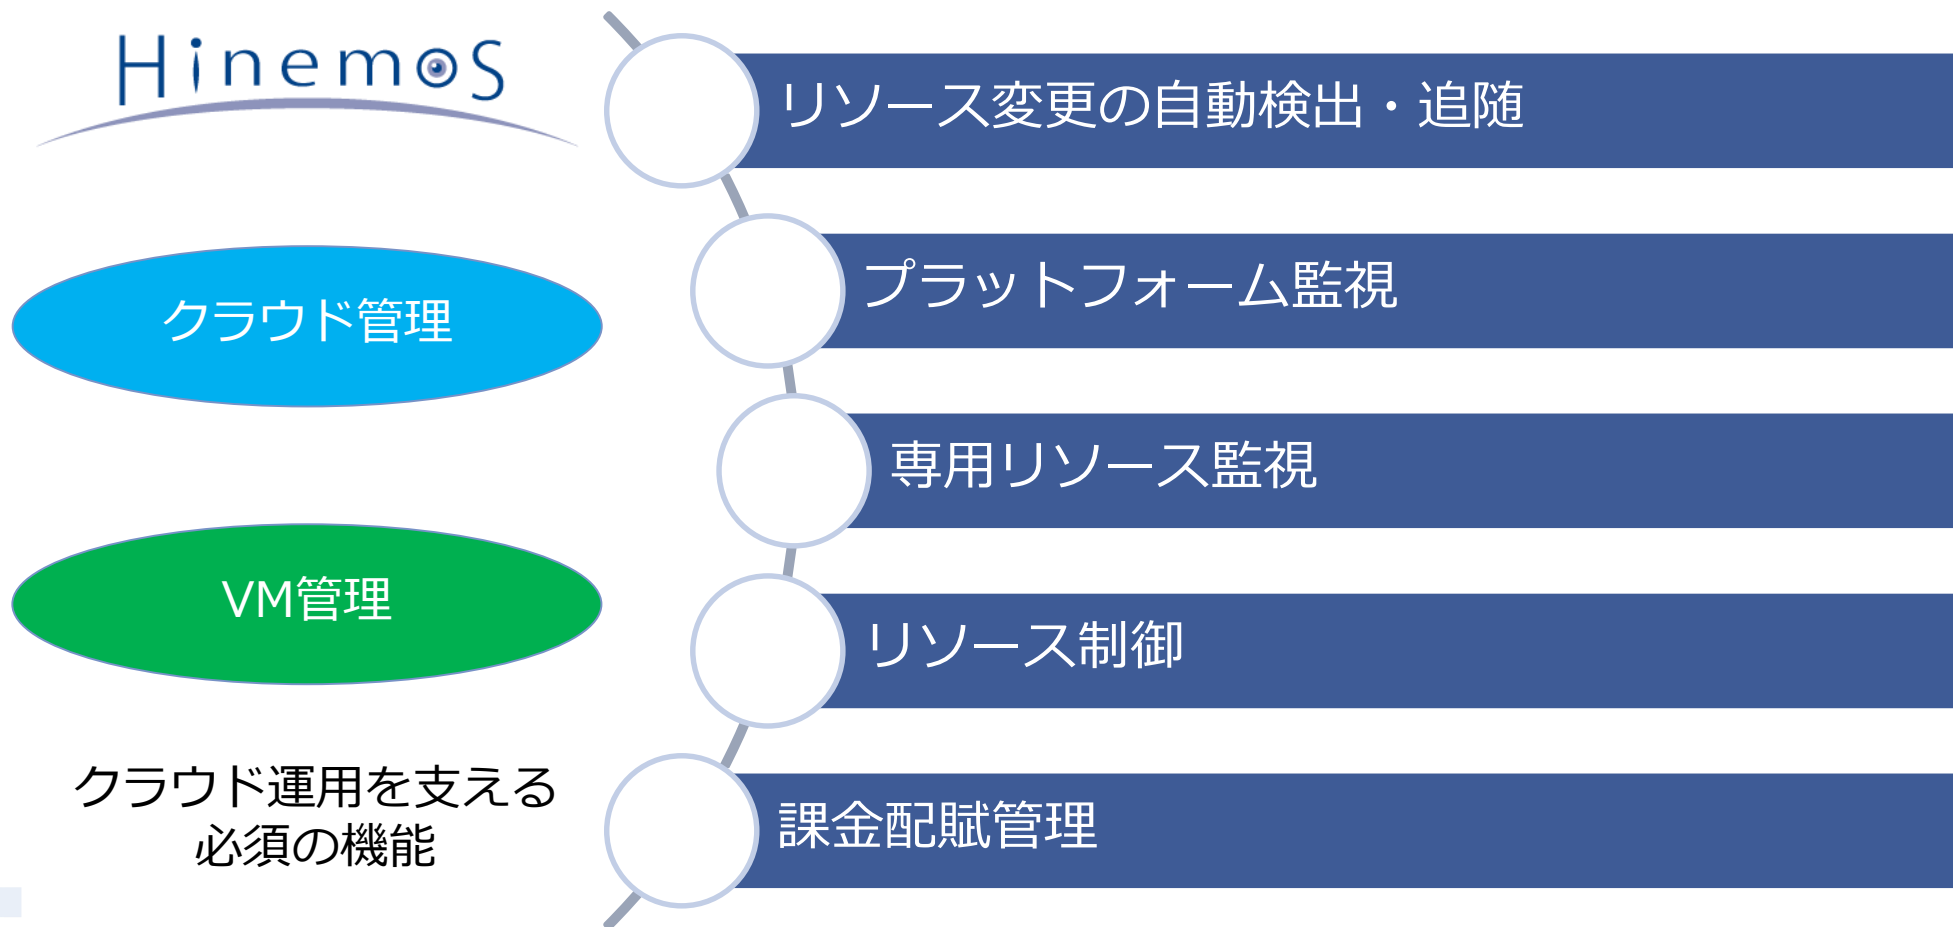 Hinemos
クラウド管理
VM管理
クラウド運用を支える
必須の機能
リソース変更の自動検出・追随
プラットフォーム監視
専用リソース監視
リソース制御
課金配賦管理